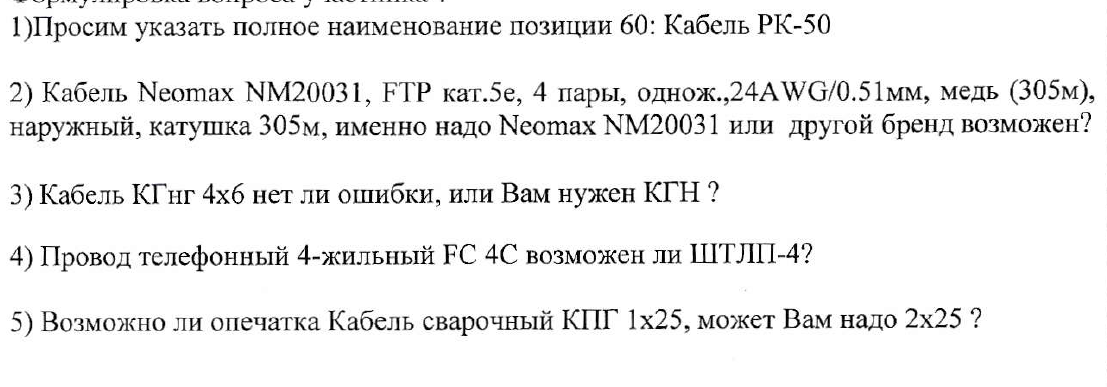 1)Просим указать полное наименование позиции 60: Кабель РК-50
2) Кабель Neomax NM20031, FTP кат.5е, 4 пары, однож.,24AWG/0.51мм, медь (305м),
наружный, катушка 305м, именно надо Neomax NM20031 или другой бренд возможен?
3) Кабель КГнг 4х6 нет ли ошибки, или Вам нужен КГН ?
4) Провод телефонный 4-жильный FC 4С возможен ли ШТЛП-4?
5) Возможно ли опечатка Кабель сварочный КПГ 1х25, может Вам надо 2х25 ?